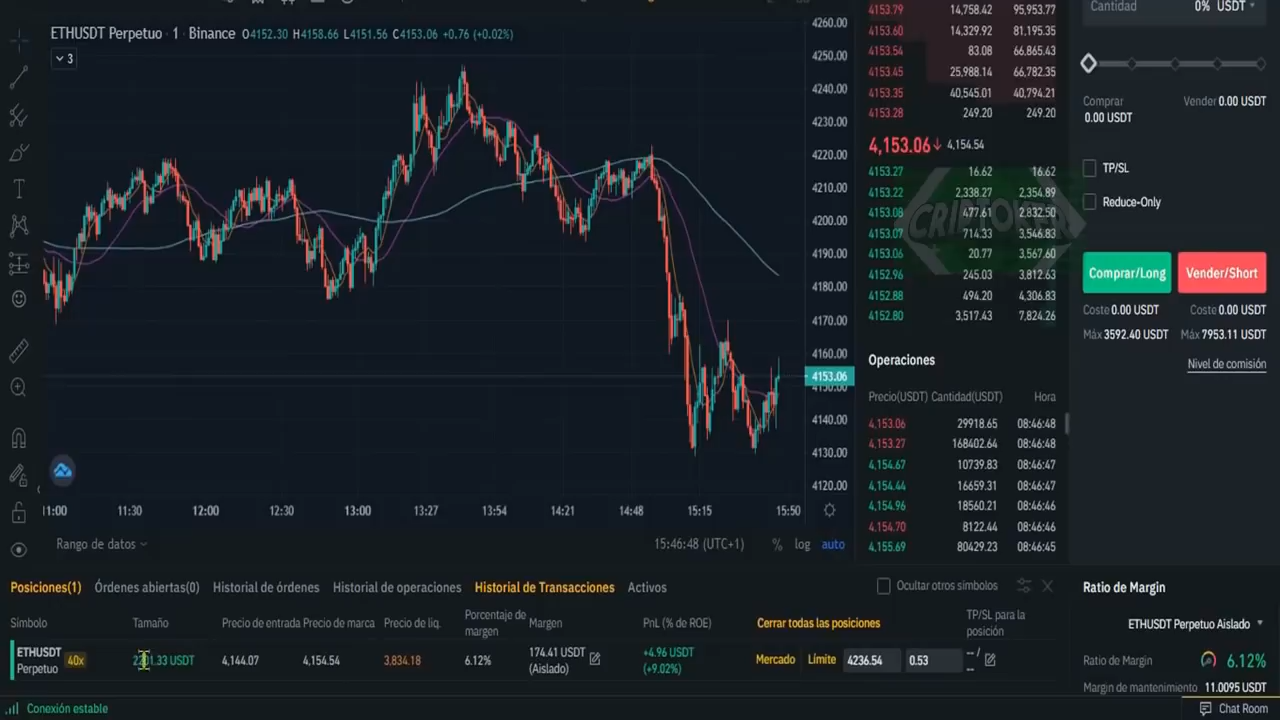 ETHUSDT Perpetuo · 1 · Binance O4152.30 H4158.66 L4151.56 C4153.06 +0.76 (+0.02%)
3
4260.00
4250.00
4240.00
4230.00
4220.00
4210.00
4200.00
4190.00
4180.00
4170.00
4160.00
4153.06
4150.00
4140.00
4130.00
4120.00
11:00 11:30 12:00 12:30 13:00 13:27 13:54 14:21 14:48 15:15 15:50
Rango de datos
15:46:48 (UTC+1) % log auto
4153.79 14,758.42 95,953.77
4153.60 14,329.92 81,195.35
4153.54 83.08 66,865.43
4153.45 25,988.14 66,782.35
4153.35 40,545.01 40,794.21
4153.28 249.20 249.20
4,153.06 4,154.54
4153.27 16.62 16.62
4153.22 2,338.27 2,354.89
4153.08 477.61 2,832.50
4153.07 714.33 3,546.83
4153.06 20.77 3,567.60
4152.96 245.03 3,812.63
4152.88 494.20 4,306.83
4152.80 3,517.43 7,824.26
Operaciones
Precio(USDT) Cantidad(USDT) Hora
4,153.06 29918.65 08:46:48
4,153.27 168402.64 08:46:48
4,154.67 10739.83 08:46:47
4,154.44 16659.31 08:46:47
4,154.96 18560.21 08:46:46
4,154.70 8122.44 08:46:46
4,155.69 80429.23 08:46:45
Cantidad 0% USDT
Comprar
0.00 USDT
Vender 0.00 USDT
TP/SL
Reduce-Only
Comprar/Long Vender/Short
Coste 0.00 USDT Coste 0.00 USDT
Máx 3592.40 USDT Máx 7953.11 USDT
Nivel de comisión
Posiciones(1) Órdenes abiertas(0) Historial de órdenes Historial de operaciones Historial de Transacciones Activos
Ocultar otros símbolos
Símbolo Tamaño Precio de entrada Precio de marca Precio de liq. Porcentaje de margen Margen PnL (% de ROE) Cerrar todas las posiciones TP/SL para la posición
ETHUSDT
Perpetuo
40x
USDT 4,144.07 4,154.54 3,834.18 6.12% 174.41 USDT
(Aislado)
+4.96 USDT
(+9.02%)
Mercado Límite 4236.54 0.53 -- /
--
Ratio de Margin
ETHUSDT Perpetuo Aislado
Ratio de Margin 6.12%
Margin de mantenimiento 11.0095 USDT
Conexión estable
Chat Room